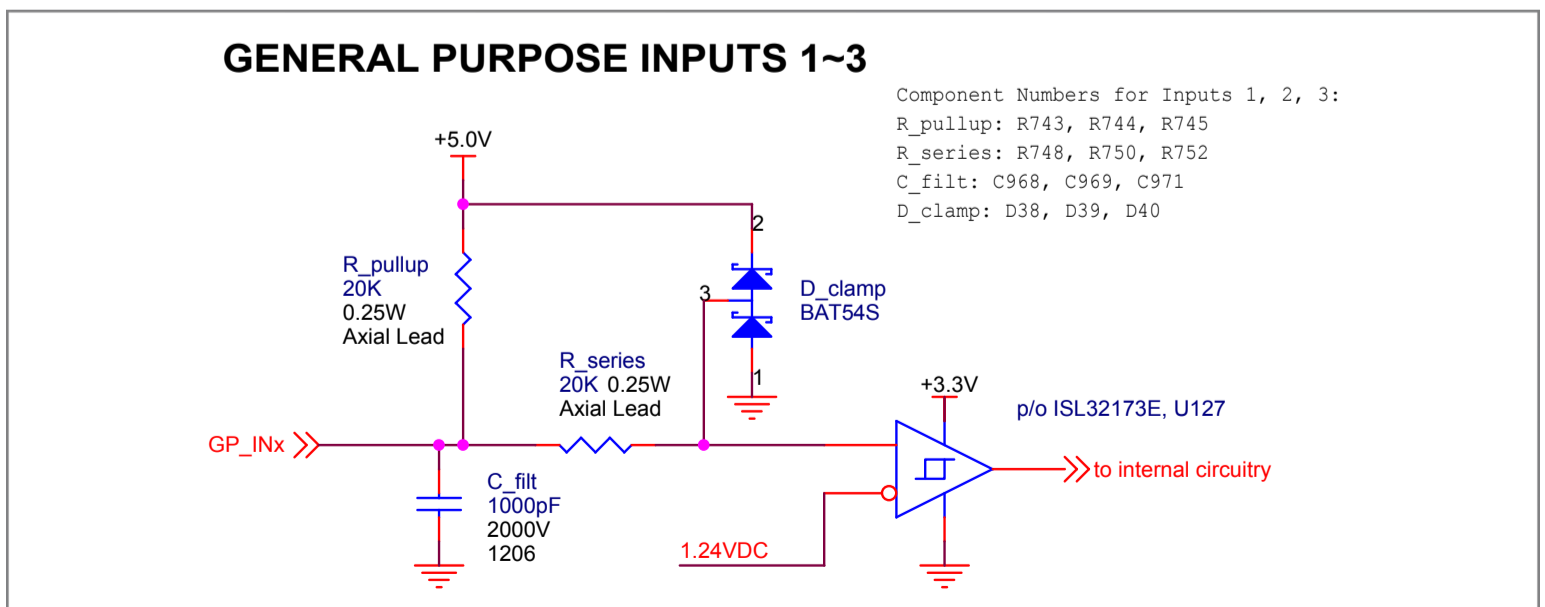 GENERAL PURPOSE INPUTS 1~3
Component Numbers for Inputs 1, 2, 3:
R_pullup: R743, R744, R745
R_series: R748, R750, R752
C_filt: C968, C969, C971
D_clamp: D38, D39, D40
+5.0V
2
R_pullup
20K
0.25W
Axial Lead
3
D_clamp
BAT54S
R_series
20K 0.25W
Axial Lead
1
+3.3V
p/o ISL32173E, U127
GP_INx
to internal circuitry
C_filt
1000pF
2000V
1206
1.24VDC